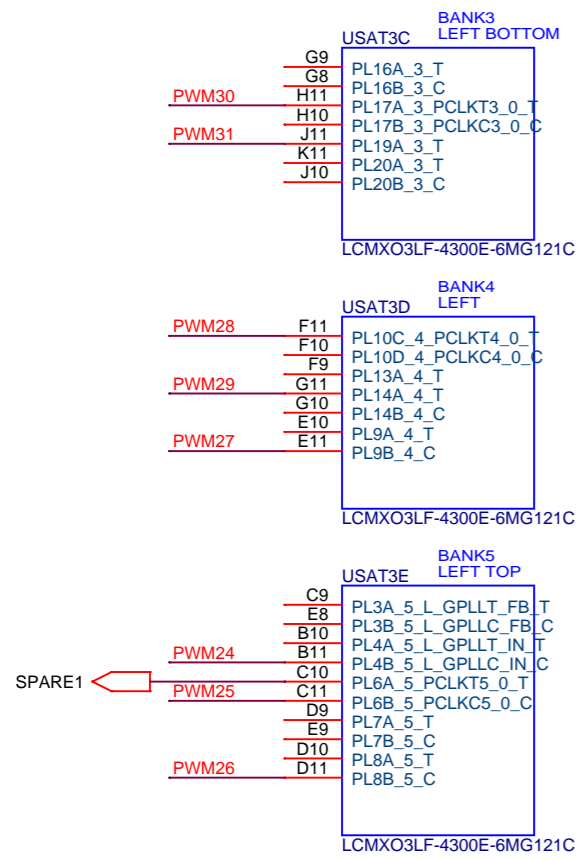 BANK3
USAT3C LEFT BOTTOM
G9 PL16A_3_T
G8 PL16B_3_C
PWM30 H11 PL17A_3_PCLKT3_0_T
H10 PL17B_3_PCLKC3_0_C
PWM31 J11 PL19A_3_T
K11 PL20A_3_T
J10 PL20B_3_C
LCMXO3LF-4300E-6MG121C
BANK4
USAT3D LEFT
PWM28 F11 PL10C_4_PCLKT4_0_T
F10 PL10D_4_PCLKC4_0_C
F9 PL13A_4_T
PWM29 G11 PL14A_4_T
G10 PL14B_4_C
E10 PL9A_4_T
PWM27 E11 PL9B_4_C
LCMXO3LF-4300E-6MG121C
BANK5
USAT3E LEFT TOP
C9 PL3A_5_L_GPLLT_FB_T
E8 PL3B_5_L_GPLLC_FB_C
B10 PL4A_5_L_GPLLT_IN_T
PWM24 B11 PL4B_5_L_GPLLC_IN_C
SPARE1 C10 PL6A_5_PCLKT5_0_T
PWM25 C11 PL6B_5_PCLKC5_0_C
D9 PL7A_5_T
E9 PL7B_5_C
D10 PL8A_5_T
PWM26 D11 PL8B_5_C
LCMXO3LF-4300E-6MG121C